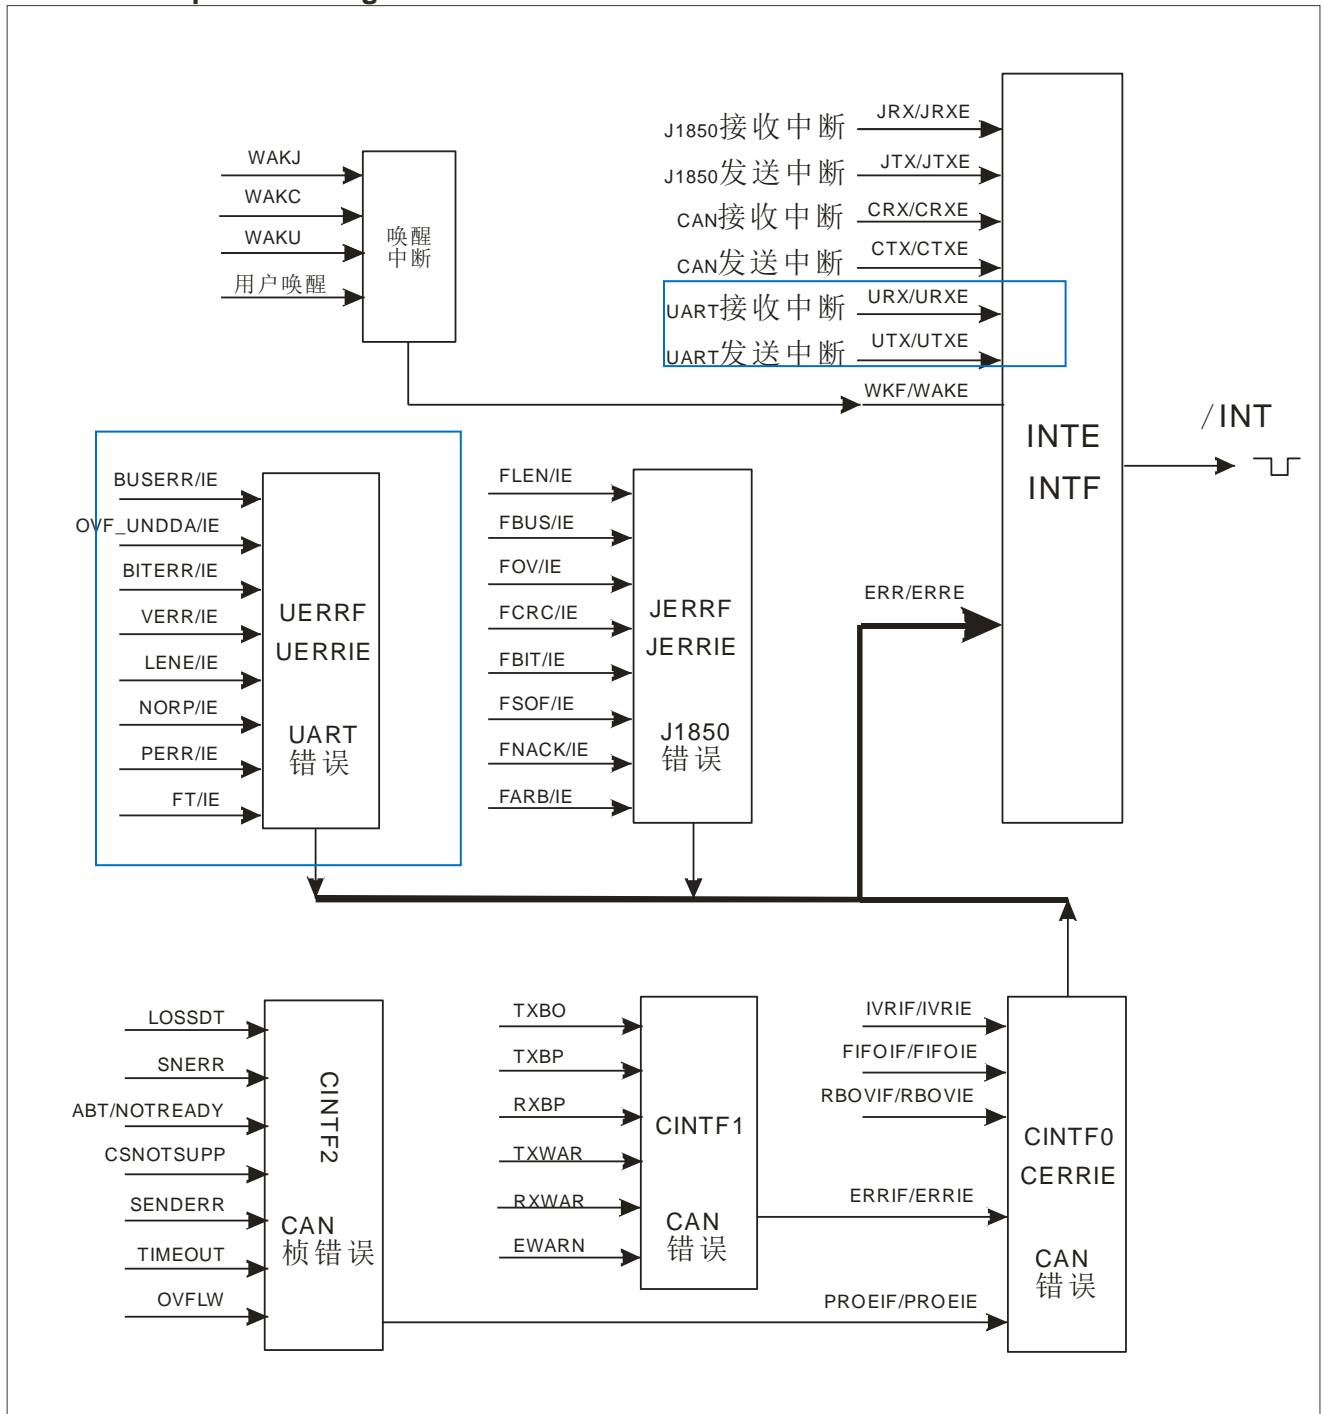 J1850接收中断
JRX/JRXE
J1850发送中断
JTX/JTXE
CAN接收中断
CRX/CRXE
CAN发送中断
CTX/CTXE
UART接收中断
URX/URXE
UART发送中断
UTX/UTXE
WKF/WAKE
WAKJ
WAKC
WAKU
用户唤醒
唤醒
中断
INTE
INTF
/INT
BUSERR/IE
OVF_UNDDA/IE
BITERR/IE
VERR/IE
LENE/IE
NORP/IE
PERR/IE
FT/IE
UERRF
UERRIE
UART
错误
FLEN/IE
FBUS/IE
FOV/IE
FCRC/IE
FBIT/IE
FSOF/IE
FNACK/IE
FARB/IE
JERRF
JERRIE
J1850
错误
ERR/ERRE
LOSSDT
SNERR
ABT/NOTREADY
CSNOTSUPP
SENDERR
TIMEOUT
OVFLW
CINTF2
CAN
桢错误
TXBO
TXBP
RXBP
TXWAR
RXWAR
EWARN
CINTF1
CAN
错误
IVRIF/IVRIE
FIFOIF/FIFOIE
RBOVIF/RBOVIE
ERRIF/ERRIE
PROEIF/PROEIE
CINTF0
CERRIE
CAN
错误